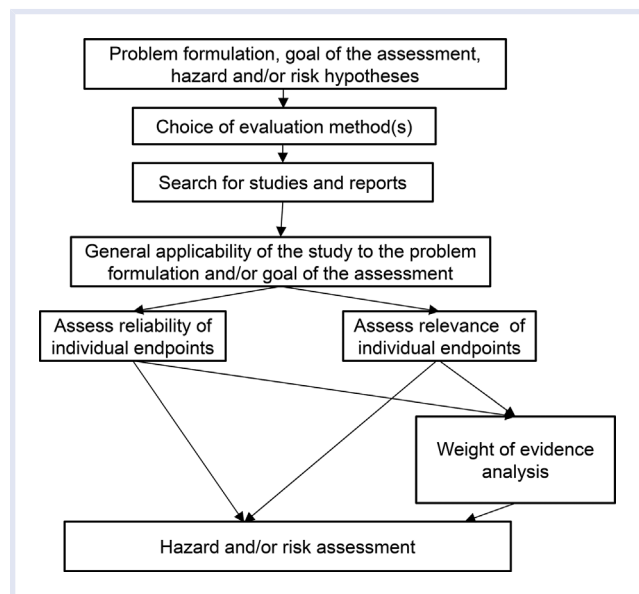 Problem formulation, goal of the assessment,
hazard and/or risk hypotheses
Choice of evaluation method(s)
Search for studies and reports
General applicability of the study to the problem
formulation and/or goal of the assessment
Assess reliability of
individual endpoints
Assess relevance of
individual endpoints
Weight of evidence
analysis
Hazard and/or risk assessment